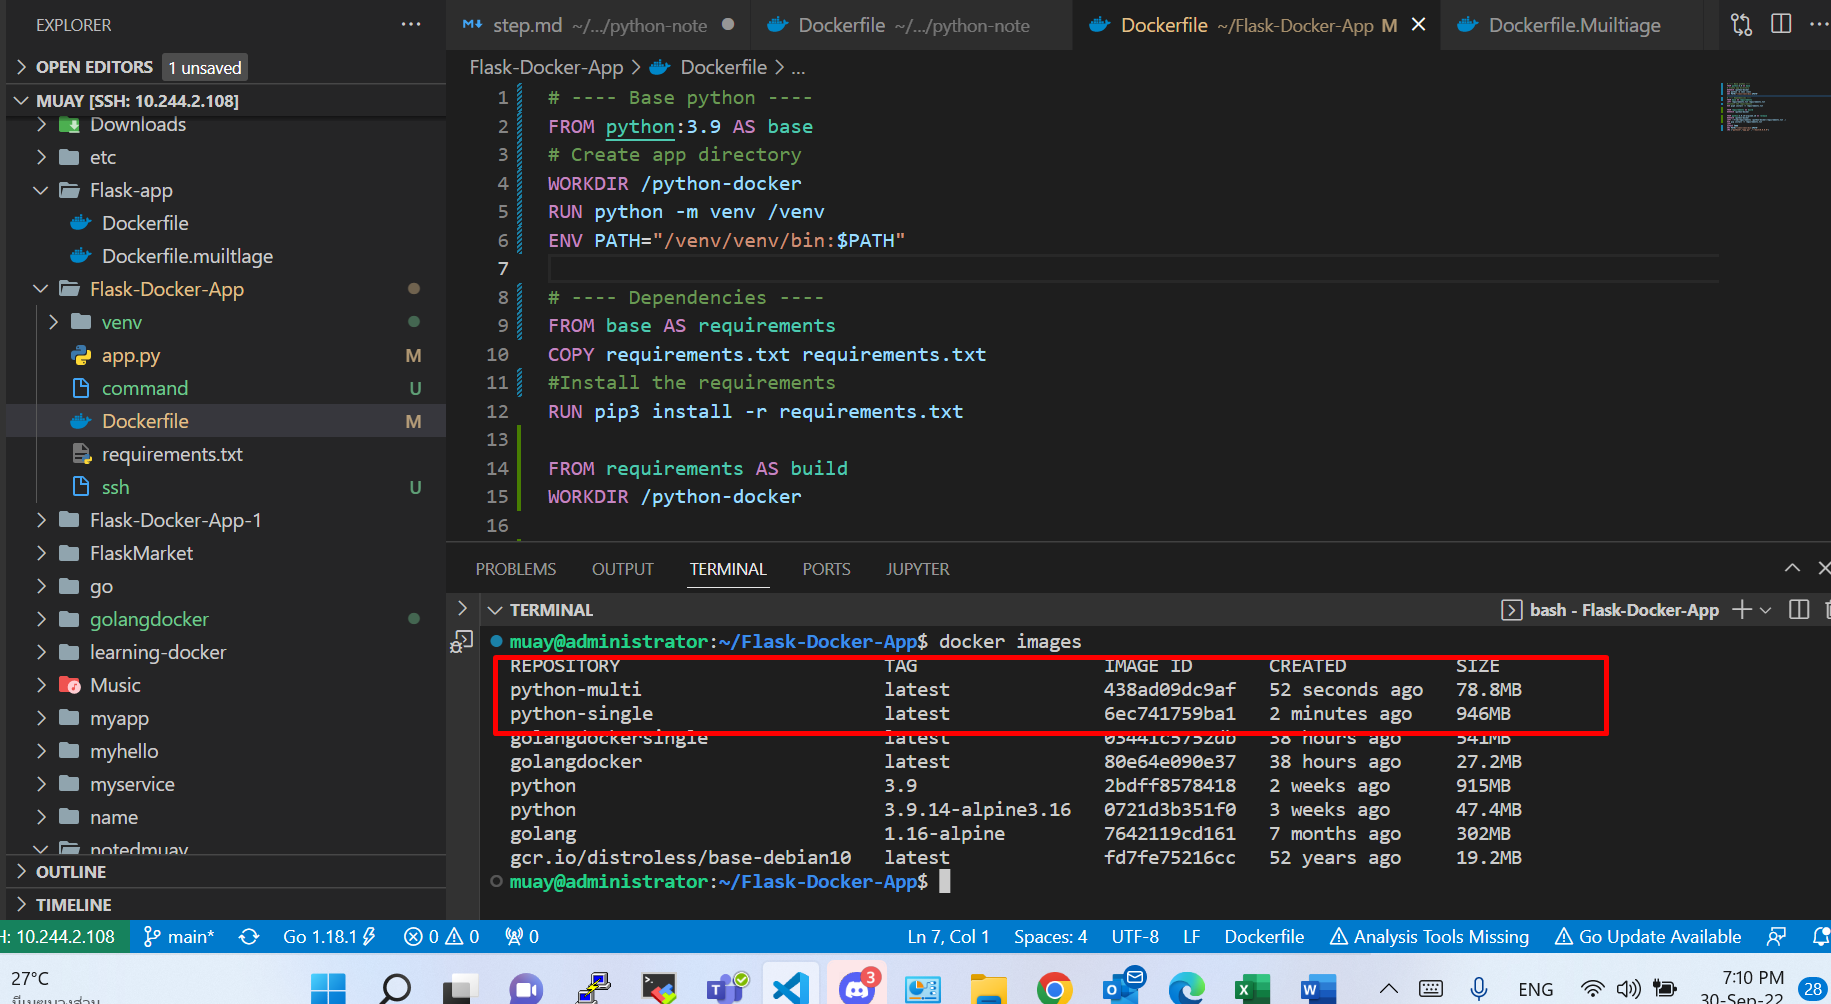 EXPLORER
OPEN EDITORS 1 unsaved
MUAY [SSH: 10.244.2.108]
Downloads
etc
Flask-app
Dockerfile
Dockerfile.muiltlage
Flask-Docker-App
venv
app.py M
command U
Dockerfile M
requirements.txt
ssh U
Flask-Docker-App-1
FlaskMarket
go
golangdocker
learning-docker
Music
myapp
myhello
myservice
name
notedmuay
OUTLINE
TIMELINE
step.md ~/.../python-note
Dockerfile ~/.../python-note
Dockerfile ~/Flask-Docker-App M
Dockerfile.Muiltiage
Flask-Docker-App > Dockerfile > ...
1 # ---- Base python ----
2 FROM python:3.9 AS base
3 # Create app directory
4 WORKDIR /python-docker
5 RUN python -m venv /venv
6 ENV PATH="/venv/venv/bin:$PATH"
7
8 # ---- Dependencies ----
9 FROM base AS requirements
10 COPY requirements.txt requirements.txt
11 #Install the requirements
12 RUN pip3 install -r requirements.txt
13
14 FROM requirements AS build
15 WORKDIR /python-docker
16
PROBLEMS OUTPUT TERMINAL PORTS JUPYTER
TERMINAL
bash - Flask-Docker-App
muay@administrator:~/Flask-Docker-App$ docker images
REPOSITORY TAG IMAGE ID CREATED SIZE
python-multi latest 438ad09dc9af 52 seconds ago 78.8MB
python-single latest 6ec741759ba1 2 minutes ago 946MB
golangdockersingle latest 03441c5752db 38 hours ago 541MB
golangdocker latest 80e64e090e37 38 hours ago 27.2MB
python 3.9 2bdff8578418 2 weeks ago 915MB
python 3.9.14-alpine3.16 0721d3b351f0 3 weeks ago 47.4MB
golang 1.16-alpine 7642119cd161 7 months ago 302MB
gcr.io/distroless/base-debian10 latest fd7fe75216cc 52 years ago 19.2MB
muay@administrator:~/Flask-Docker-App$
H: 10.244.2.108 main* Go 1.18.1 0 0 0 Ln 7, Col 1 Spaces: 4 UTF-8 LF Dockerfile Analysis Tools Missing Go Update Available
27°C
3
ENG
7:10 PM
30-Sep-22
28